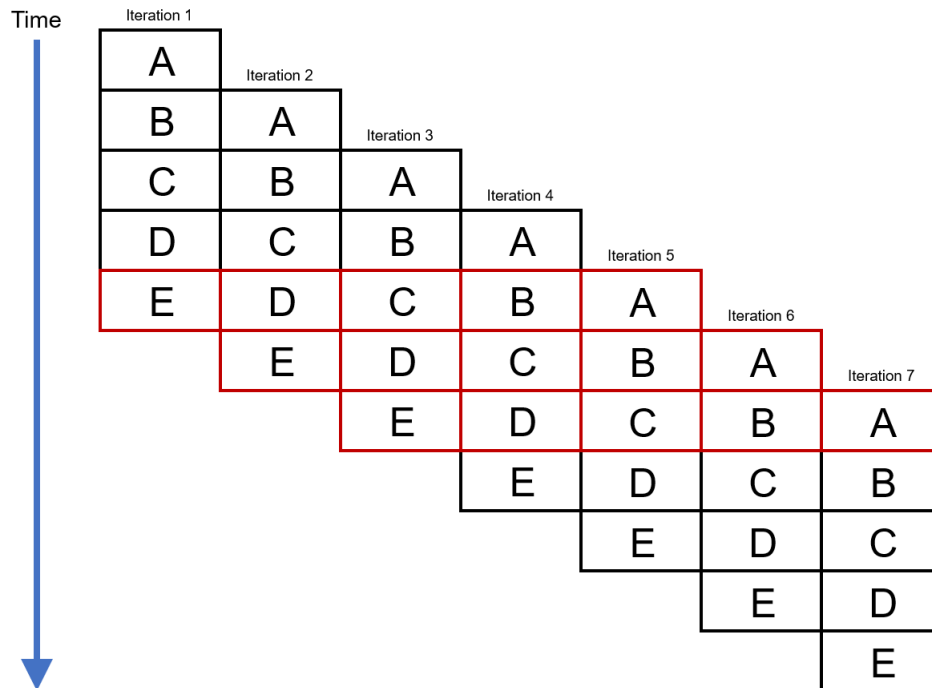 Time
Iteration 1
A
Iteration 2
B A
Iteration 3
C B A
Iteration 4
D C B A
Iteration 5
E D C B A
Iteration 6
E D C B A
Iteration 7
E D C B A
E D C B
E D C
E D
E